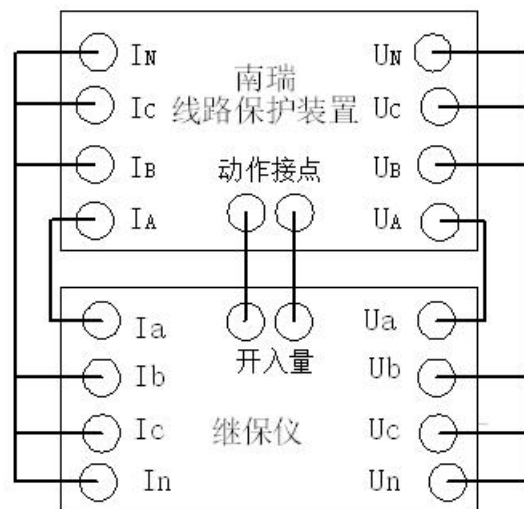 IN 南瑞 UN
IC 线路保护装置 UC
IB 动作接点 UB
IA UA
Ia 开入量 Ua
Ib Ub
Ic 继保仪 Uc
In Un